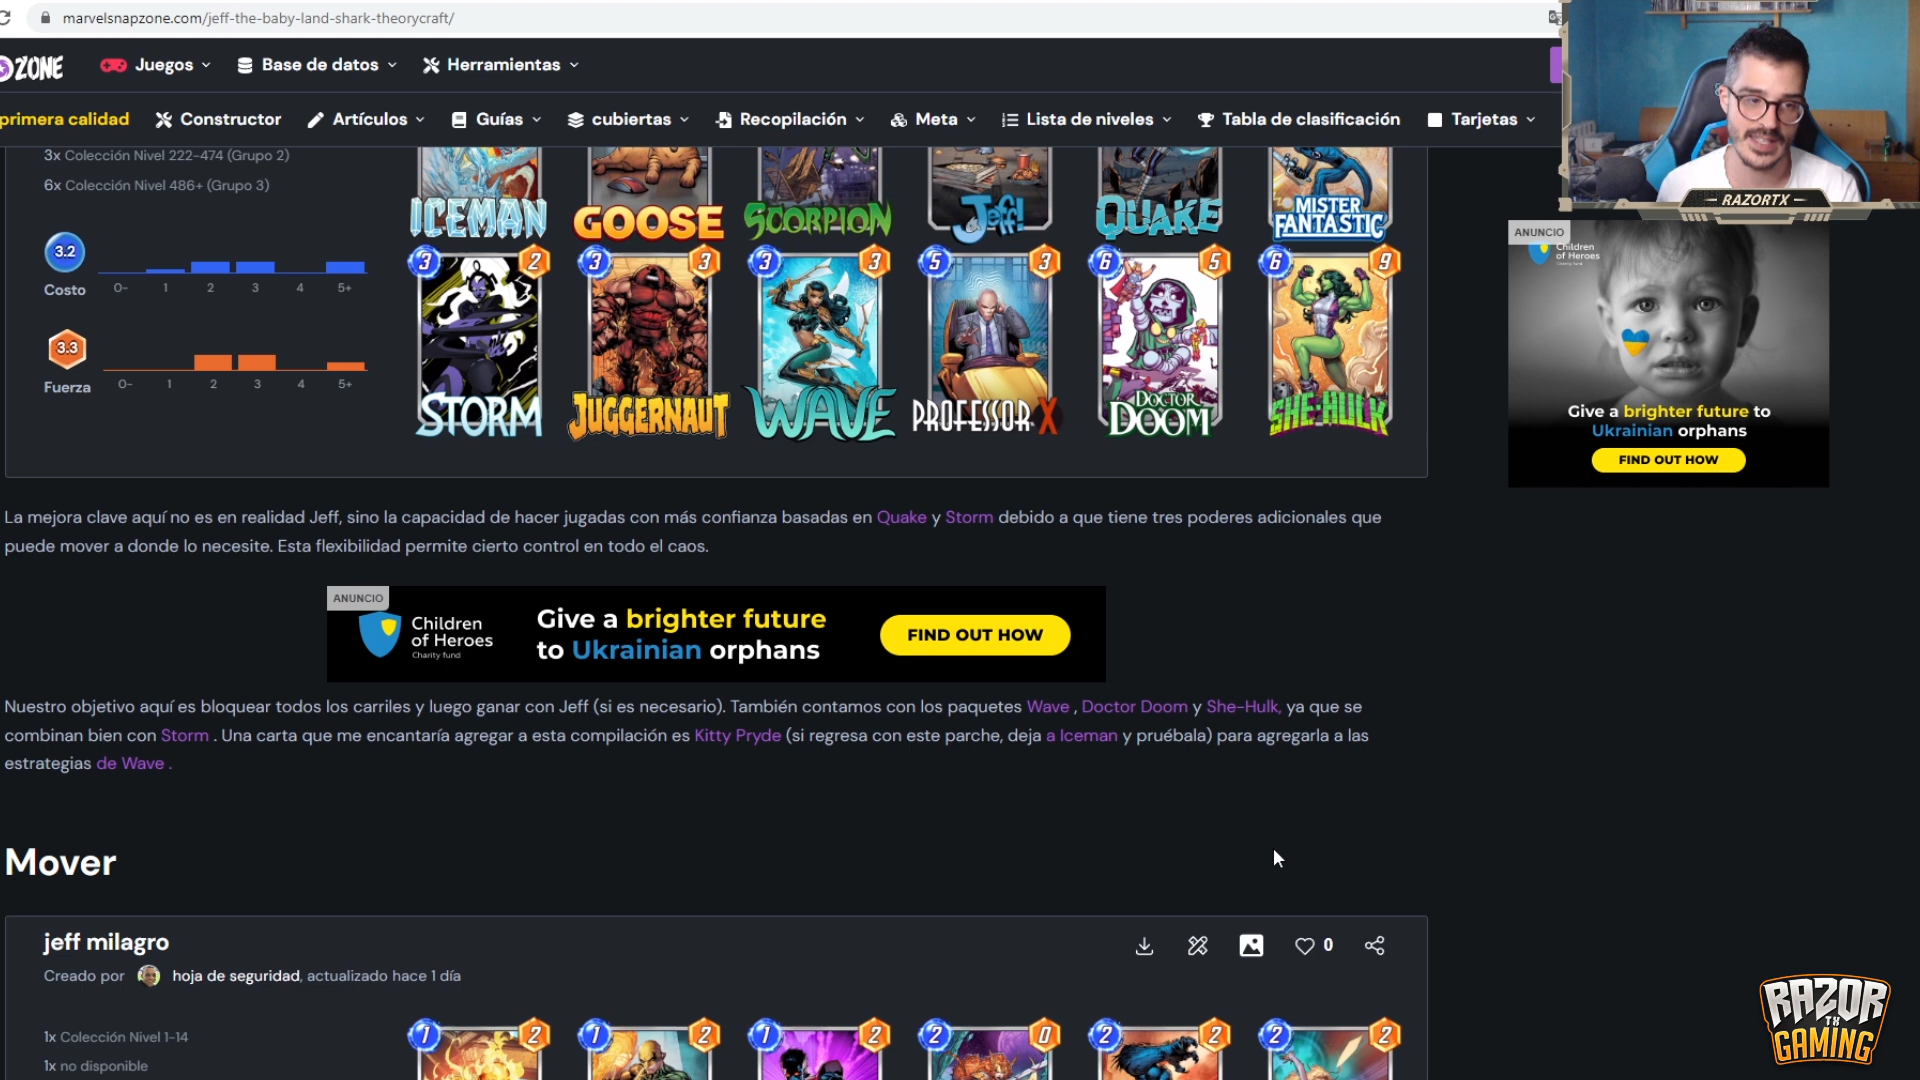 marvelsnapzone.com/jeff-the-baby-land-shark-theorycraft/
ZONE
Juegos
Base de datos
Herramientas
primera calidad
Constructor
Artículos
Guías
cubiertas
Recopilación
Meta
Lista de niveles
Tabla de clasificación
Tarjetas
RAZORTX
3x Colección Nivel 222-474 (Grupo 2)
6x Colección Nivel 486+ (Grupo 3)
3.2
Costo
0- 1 2 3 4 5+
3.3
Fuerza
0- 1 2 3 4 5+
ICEMAN
GOOSE
SCORPION
Jeff!
QUAKE
MISTER FANTASTIC
3 2
3 3
3 3
5 3
6 5
6 9
STORM
JUGGERNAUT
WAVE
PROFESSOR X
DOCTOR DOOM
SHE-HULK
ANUNCIO
Children
of Heroes
Charity fund
Give a brighter future to
Ukrainian orphans
FIND OUT HOW
La mejora clave aquí no es en realidad Jeff, sino la capacidad de hacer jugadas con más confianza basadas en Quake y Storm debido a que tiene tres poderes adicionales que
puede mover a donde lo necesite. Esta flexibilidad permite cierto control en todo el caos.
ANUNCIO
Children
of Heroes
Charity fund
Give a brighter future
to Ukrainian orphans
FIND OUT HOW
Nuestro objetivo aquí es bloquear todos los carriles y luego ganar con Jeff (si es necesario). También contamos con los paquetes Wave , Doctor Doom y She-Hulk, ya que se
combinan bien con Storm . Una carta que me encantaría agregar a esta compilación es Kitty Pryde (si regresa con este parche, deja a Iceman y pruébala) para agregarla a las
estrategias de Wave .
Mover
jeff milagro
0
Creado por hoja de seguridad, actualizado hace 1 día
1x Colección Nivel 1-14
1x no disponible
1 2
1 2
1 2
2 0
2 2
2 2
RAZOR
TX
GAMING